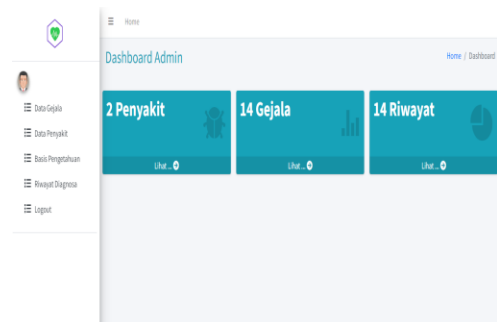 Home
Dashboard Admin
Home / Dashboard
Data Gejala
Data Penyakit
Basis Pengetahuan
Riwayat Diagnosa
Logout
2 Penyakit
Lihat ...
14 Gejala
Lihat ...
14 Riwayat
Lihat ...